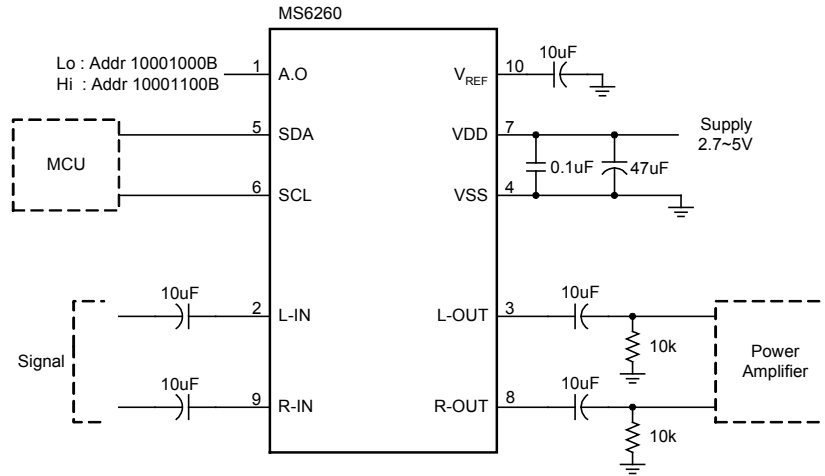 MS6260
Lo : Addr 10001000B
Hi : Addr 10001100B
1
A.O
VREF
10
10uF
MCU
5
SDA
VDD
7
Supply
2.7~5V
0.1uF
47uF
6
SCL
VSS
4
Signal
10uF
2
L-IN
L-OUT
3
10uF
10k
Power
Amplifier
10uF
9
R-IN
R-OUT
8
10uF
10k